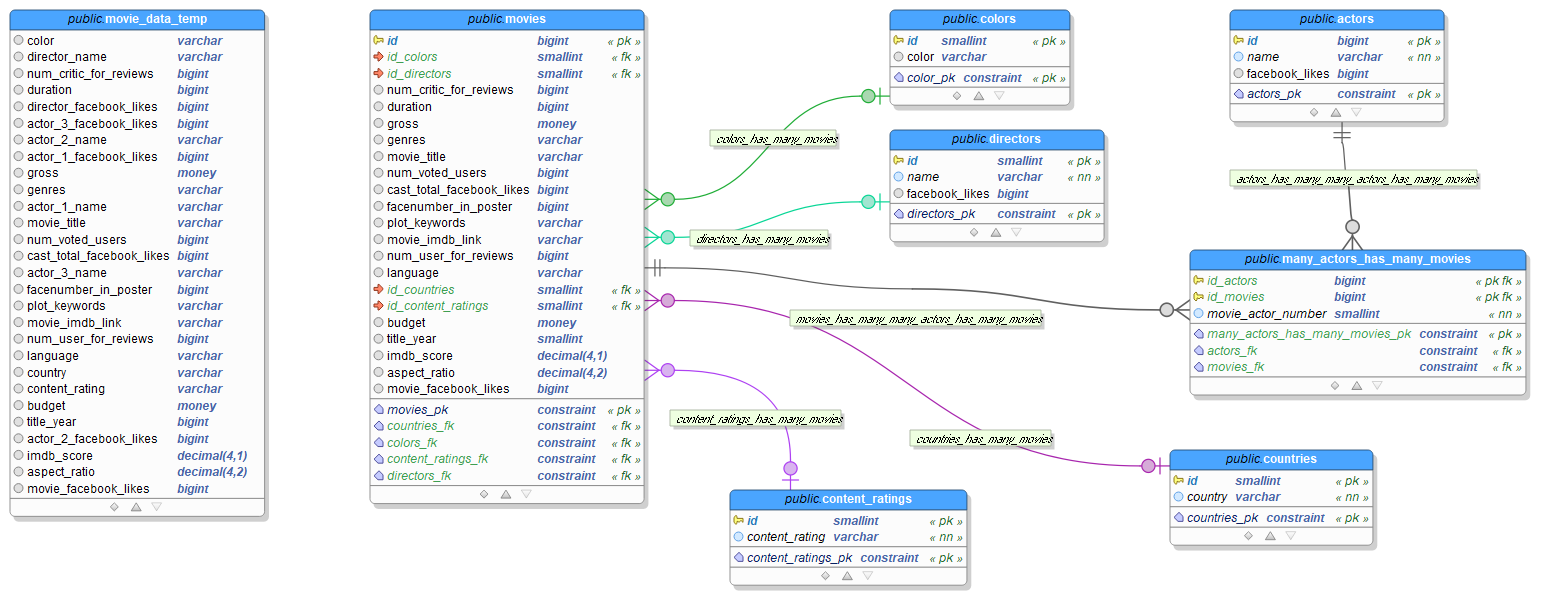 public.movie_data_temp
color varchar
director_name varchar
num_critic_for_reviews bigint
duration bigint
director_facebook_likes bigint
actor_3_facebook_likes bigint
actor_2_name varchar
actor_1_facebook_likes bigint
gross money
genres varchar
actor_1_name varchar
movie_title varchar
num_voted_users bigint
cast_total_facebook_likes bigint
actor_3_name varchar
facenumber_in_poster bigint
plot_keywords varchar
movie_imdb_link varchar
num_user_for_reviews bigint
language varchar
country varchar
content_rating varchar
budget money
title_year bigint
actor_2_facebook_likes bigint
imdb_score decimal(4,1)
aspect_ratio decimal(4,2)
movie_facebook_likes bigint
public.movies
id bigint « pk »
id_colors smallint « fk »
id_directors smallint « fk »
num_critic_for_reviews bigint
duration bigint
gross money
genres varchar
movie_title varchar
num_voted_users bigint
cast_total_facebook_likes bigint
facenumber_in_poster bigint
plot_keywords varchar
movie_imdb_link varchar
num_user_for_reviews bigint
language varchar
id_countries smallint « fk »
id_content_ratings smallint « fk »
budget money
title_year smallint
imdb_score decimal(4,1)
aspect_ratio decimal(4,2)
movie_facebook_likes bigint
movies_pk constraint « pk »
countries_fk constraint « fk »
colors_fk constraint « fk »
content_ratings_fk constraint « fk »
directors_fk constraint « fk »
public.colors
id smallint « pk »
color varchar
color_pk constraint « pk »
colors_has_many_movies
public.directors
id smallint « pk »
name varchar « nn »
facebook_likes bigint
directors_pk constraint « pk »
directors_has_many_movies
public.actors
id bigint « pk »
name varchar « nn »
facebook_likes bigint
actors_pk constraint « pk »
actors_has_many_many_actors_has_many_movies
public.many_actors_has_many_movies
id_actors bigint « pk fk »
id_movies bigint « pk fk »
movie_actor_number smallint « nn »
many_actors_has_many_movies_pk constraint « pk »
actors_fk constraint « fk »
movies_fk constraint « fk »
movies_has_many_many_actors_has_many_movies
content_ratings_has_many_movies
countries_has_many_movies
public.content_ratings
id smallint « pk »
content_rating varchar « nn »
content_ratings_pk constraint « pk »
public.countries
id smallint « pk »
country varchar « nn »
countries_pk constraint « pk »